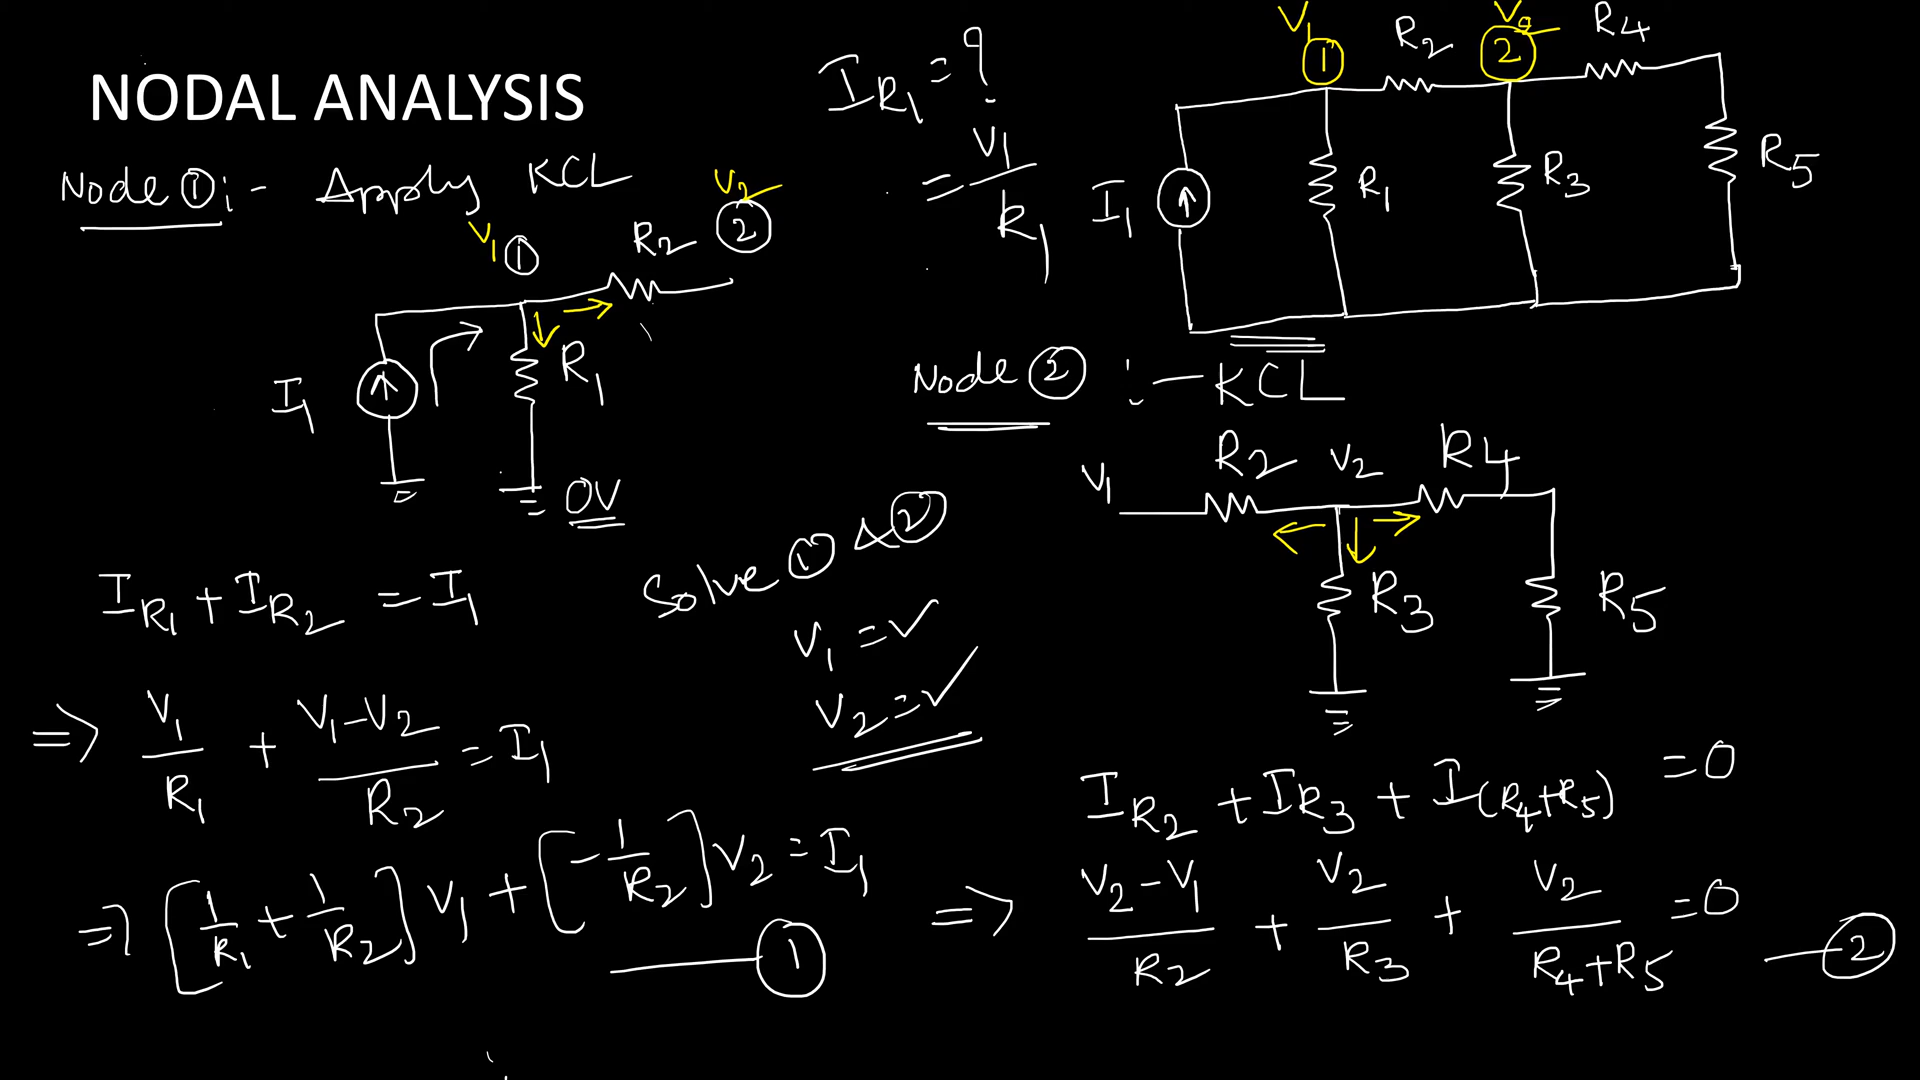 NODAL ANALYSIS
Node ①:- Apply KCL
V1 ① R2 V2 ②
I1 R1
0V
IR1 + IR2 = I1
⇒ V1/R1 + (V1-V2)/R2 = I1
⇒ [1/R1 + 1/R2] V1 + [-1/R2] V2 = I1 — ①
Solve ① & ②
V1 = ✓
V2 = ✓
IR1 = ?
= V1/R1
V1 ① R2 ② R4
I1 R1 R3 R5
Node ② :- KCL
V1 R2 V2 R4
R3 R5
IR2 + IR3 + I(R4+R5) = 0
⇒ (V2-V1)/R2 + V2/R3 + V2/(R4+R5) = 0 — ②